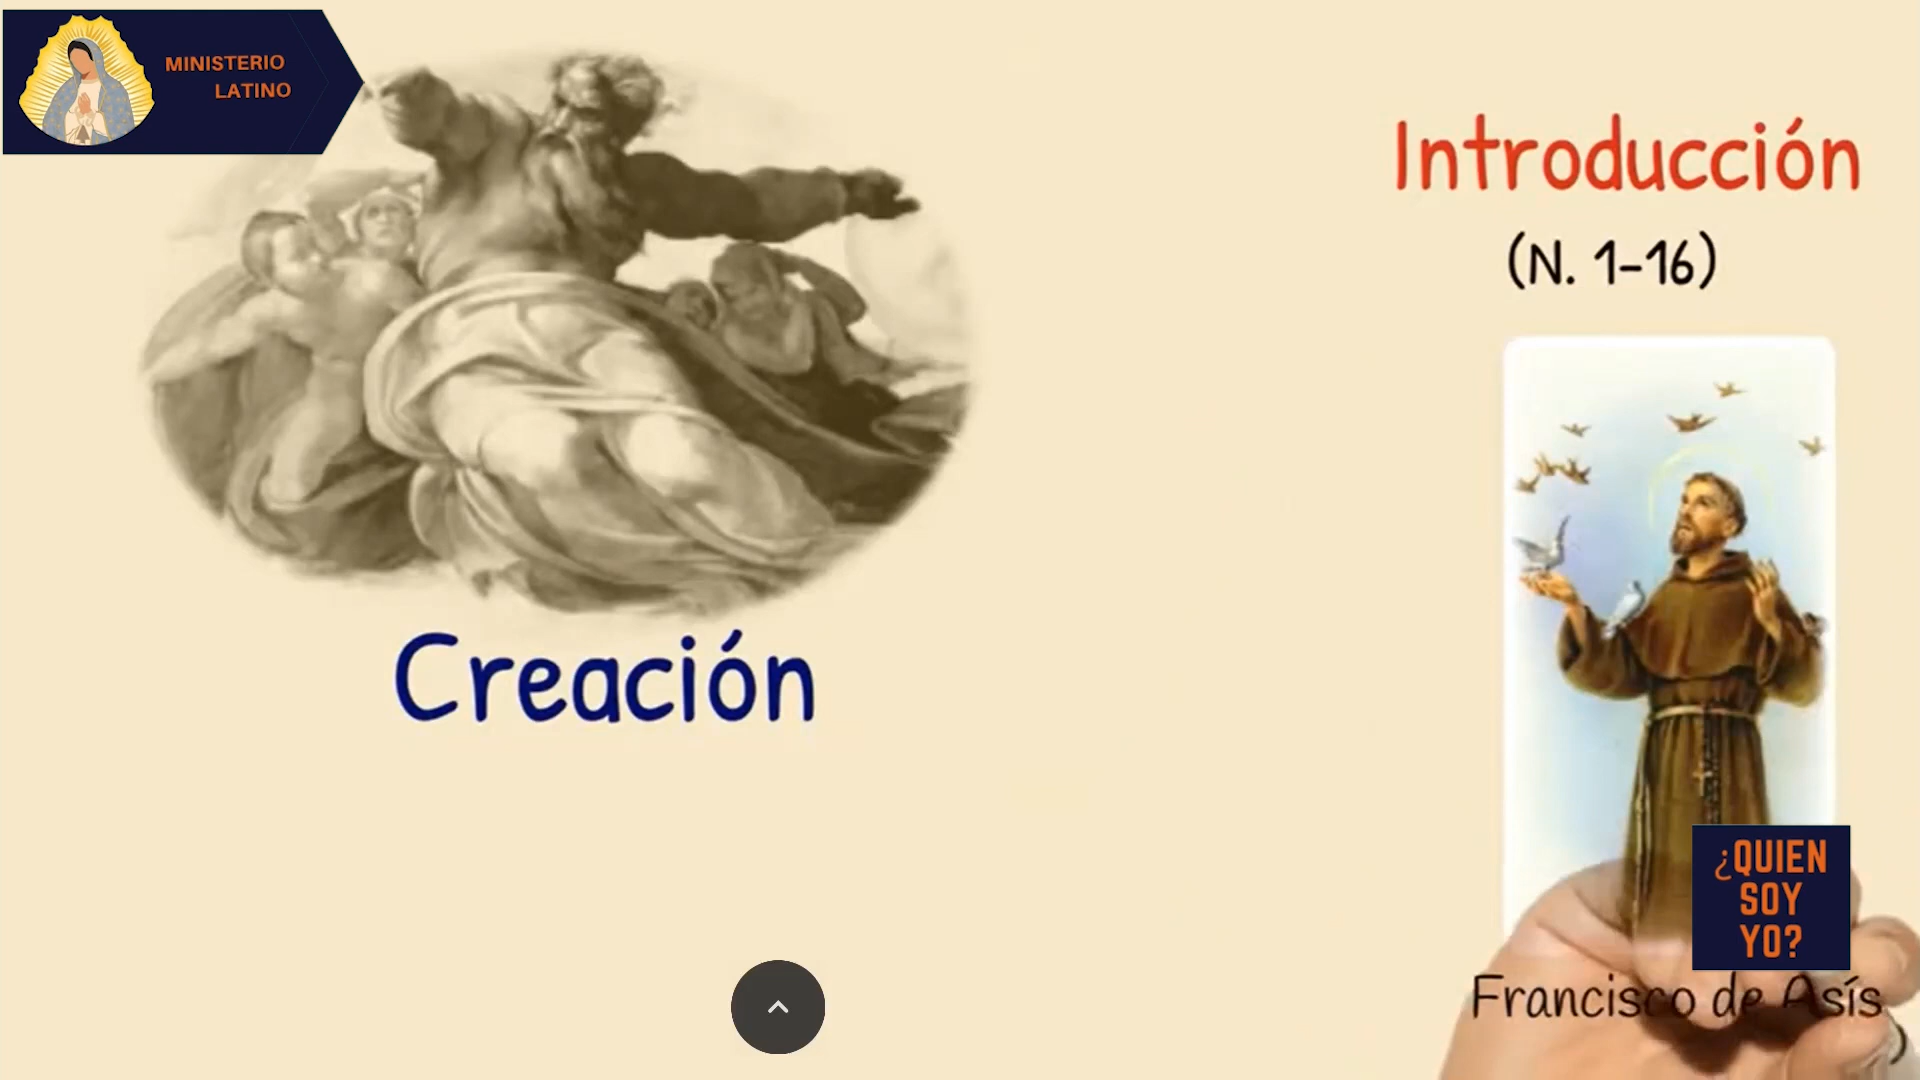 MINISTERIO
LATINO
Introducción
(N. 1-16)
Creación
¿QUIEN
SOY
YO?
Francisco de Asís
)